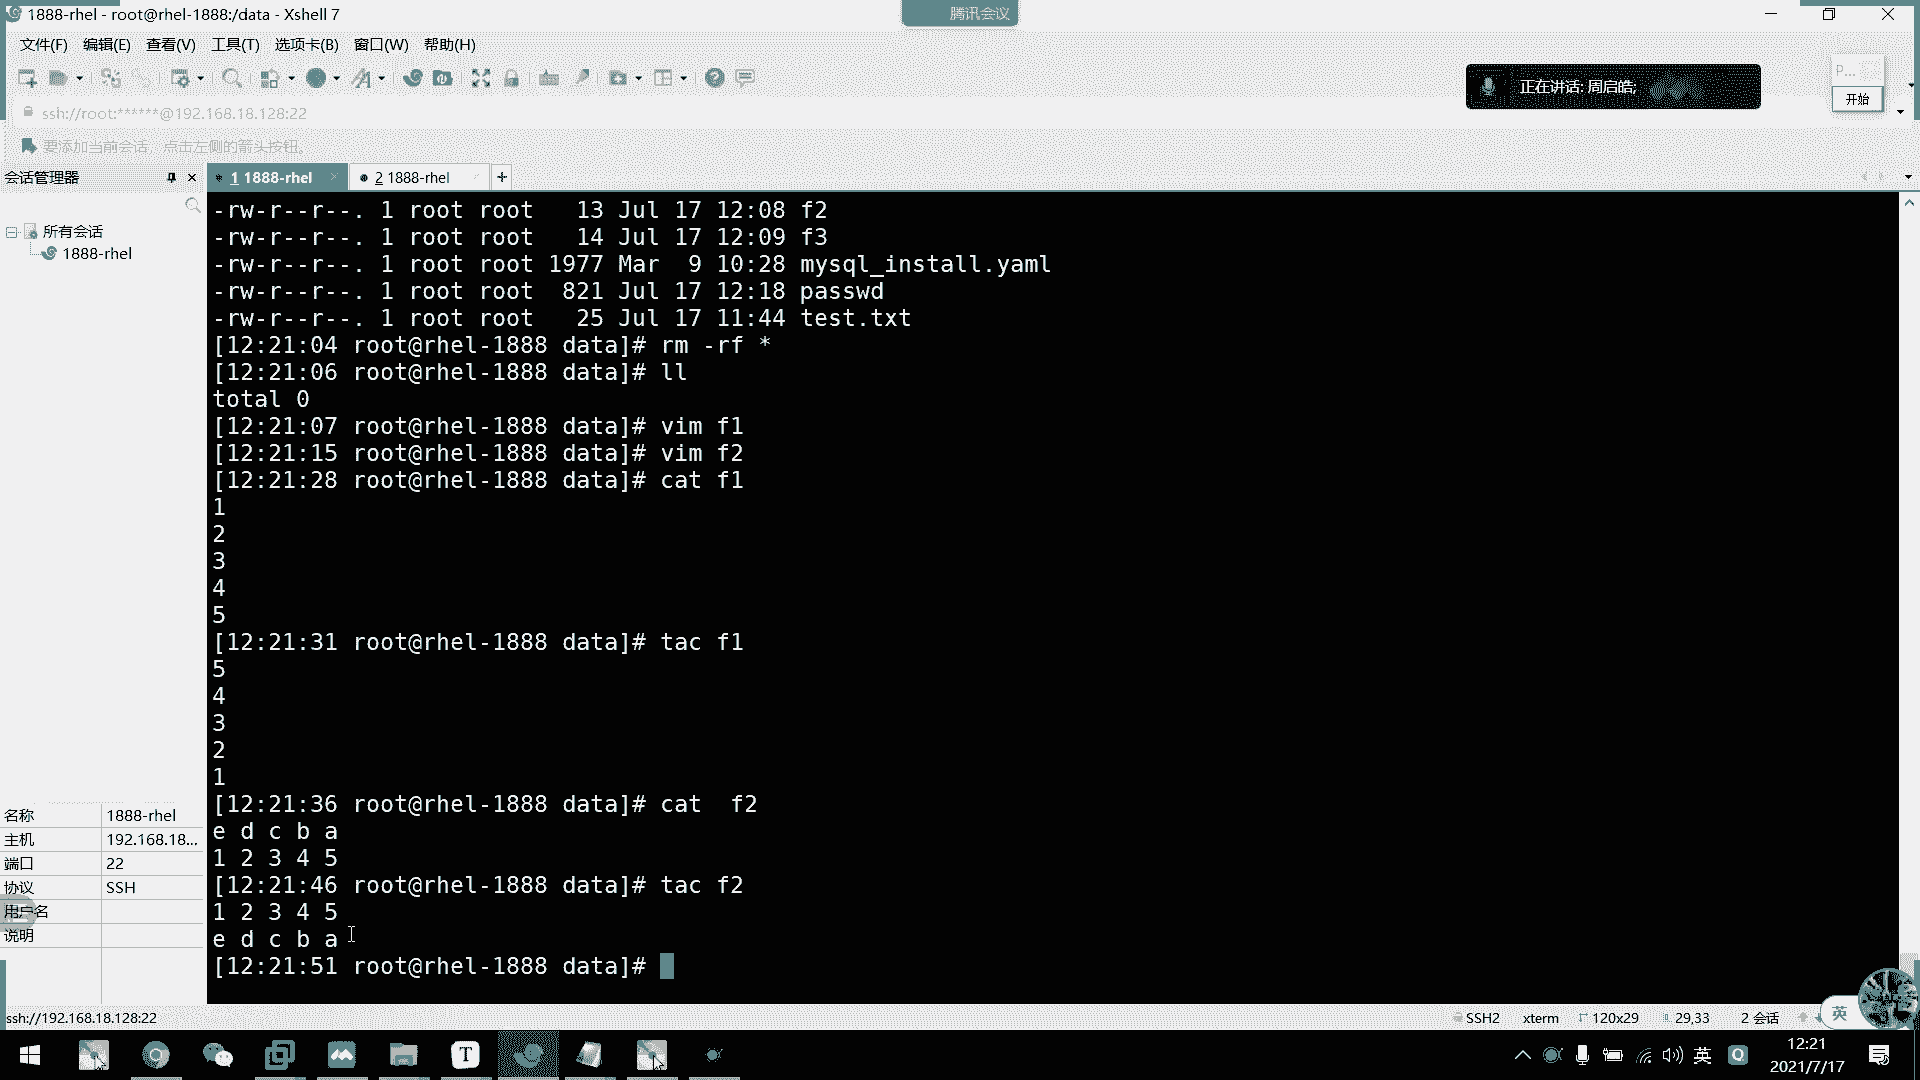 1888-rhel - root@rhel-1888:/data - Xshell 7
腾讯会议
文件(F) 编辑(E) 查看(V) 工具(T) 选项卡(B) 窗口(W) 帮助(H)
P...
正在讲话: 周启皓;
开始
ssh://root:******@192.168.18.128:22
要添加当前会话，点击左侧的箭头按钮。
会话管理器
1 1888-rhel
2 1888-rhel
所有会话
1888-rhel
-rw-r--r--. 1 root root   13 Jul 17 12:08 f2
-rw-r--r--. 1 root root   14 Jul 17 12:09 f3
-rw-r--r--. 1 root root 1977 Mar  9 10:28 mysql_install.yaml
-rw-r--r--. 1 root root  821 Jul 17 12:18 passwd
-rw-r--r--. 1 root root   25 Jul 17 11:44 test.txt
[12:21:04 root@rhel-1888 data]# rm -rf *
[12:21:06 root@rhel-1888 data]# ll
total 0
[12:21:07 root@rhel-1888 data]# vim f1
[12:21:15 root@rhel-1888 data]# vim f2
[12:21:28 root@rhel-1888 data]# cat f1
1
2
3
4
5
[12:21:31 root@rhel-1888 data]# tac f1
5
4
3
2
1
[12:21:36 root@rhel-1888 data]# cat  f2
e d c b a
1 2 3 4 5
[12:21:46 root@rhel-1888 data]# tac f2
1 2 3 4 5
e d c b a
[12:21:51 root@rhel-1888 data]#
名称 1888-rhel
主机 192.168.18...
端口 22
协议 SSH
用户名
说明
ssh://192.168.18.128:22
SSH2 xterm 120x29 29,33 2 会话
英
T
英
12:21
2021/7/17